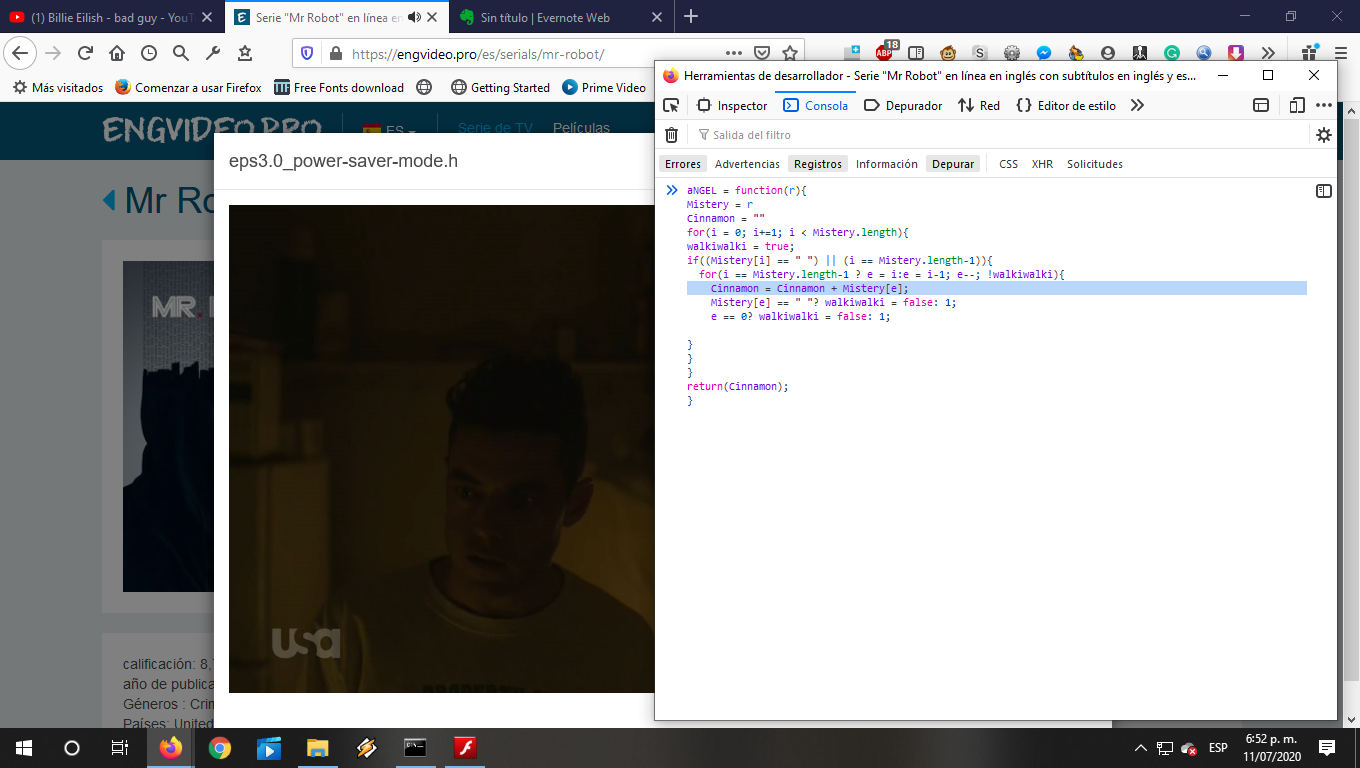 (1) Billie Eilish - bad guy - YouT
Serie "Mr Robot" en línea en
Sin título | Evernote Web
https://engvideo.pro/es/serials/mr-robot/
18
ABP
S
Más visitados
Comenzar a usar Firefox
Free Fonts download
Getting Started
Prime Video
ENGVIDEO.PRO
ES
Serie de TV
Películas
Mr Ro
MR. R
eps3.0_power-saver-mode.h
usa
calificación: 8,
año de publica
Géneros : Crim
Países: United
Herramientas de desarrollador - Serie "Mr Robot" en línea en inglés con subtítulos en inglés y es...
Inspector
Consola
Depurador
Red
Editor de estilo
Salida del filtro
Errores
Advertencias
Registros
Información
Depurar
CSS
XHR
Solicitudes
aNGEL = function(r){
Mistery = r
Cinnamon = ""
for(i = 0; i+=1; i < Mistery.length){
walkiwalki = true;
if((Mistery[i] == " ") || (i == Mistery.length-1)){
for(i == Mistery.length-1 ? e = i:e = i-1; e--; !walkiwalki){
Cinnamon = Cinnamon + Mistery[e];
Mistery[e] == " "? walkiwalki = false: 1;
e == 0? walkiwalki = false: 1;
}
}
}
return(Cinnamon);
}
ESP
6:52 p. m.
11/07/2020